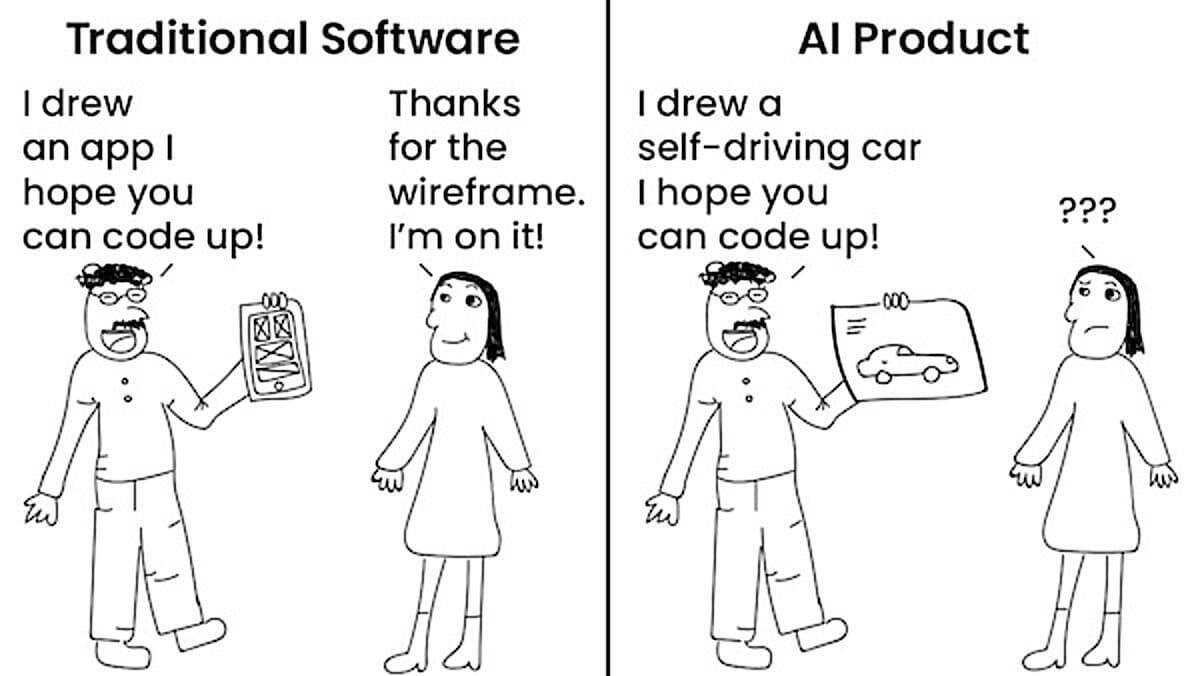 Traditional Software
I drew
an app I
hope you
can code up!
Thanks
for the
wireframe.
I'm on it!
AI Product
I drew a
self-driving car
I hope you
can code up!
???